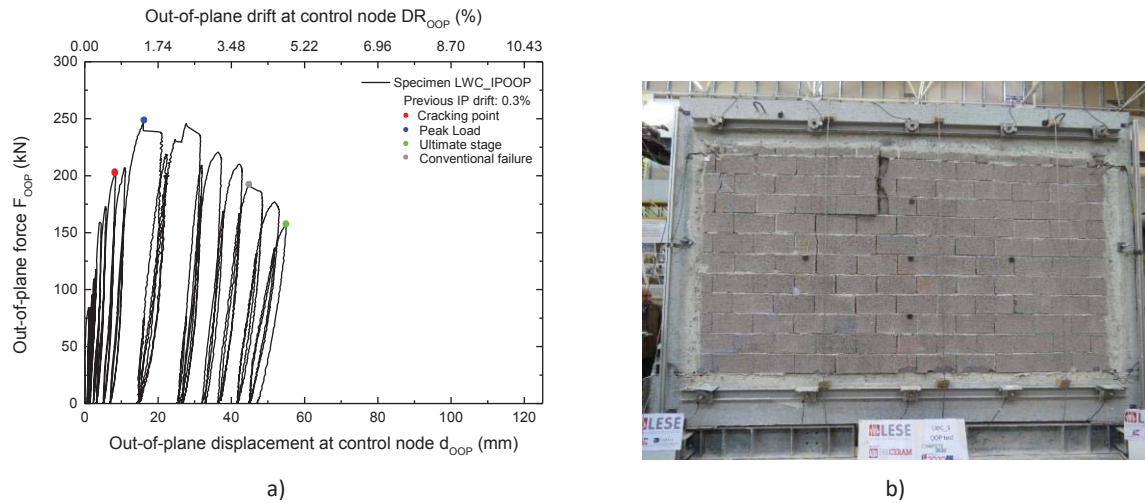 Out-of-plane drift at control node DR_OOP (%)
0.00 1.74 3.48 5.22 6.96 8.70 10.43
300
250
200
150
100
50
0
Out-of-plane force F_OOP (kN)
Specimen LWC_IPOOP
Previous IP drift: 0.3%
Cracking point
Peak Load
Ultimate stage
Conventional failure
0 20 40 60 80 100 120
Out-of-plane displacement at control node d_OOP (mm)
a)
LESE
LESE
LESE
OOP test
b)